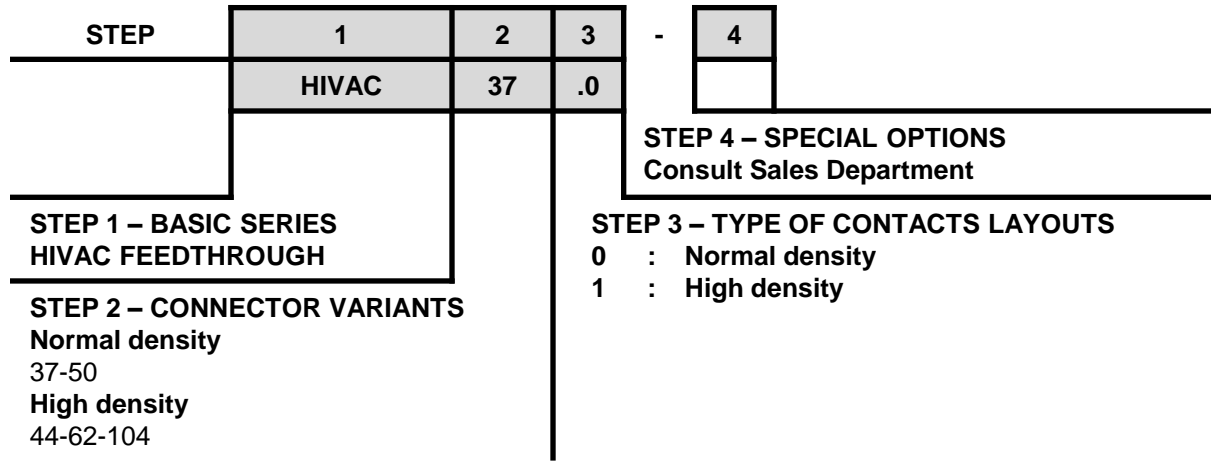 STEP 1 2 3 - 4
HIVAC 37 .0
STEP 4 – SPECIAL OPTIONS
Consult Sales Department
STEP 1 – BASIC SERIES
HIVAC FEEDTHROUGH
STEP 3 – TYPE OF CONTACTS LAYOUTS
0 : Normal density
1 : High density
STEP 2 – CONNECTOR VARIANTS
Normal density
37-50
High density
44-62-104